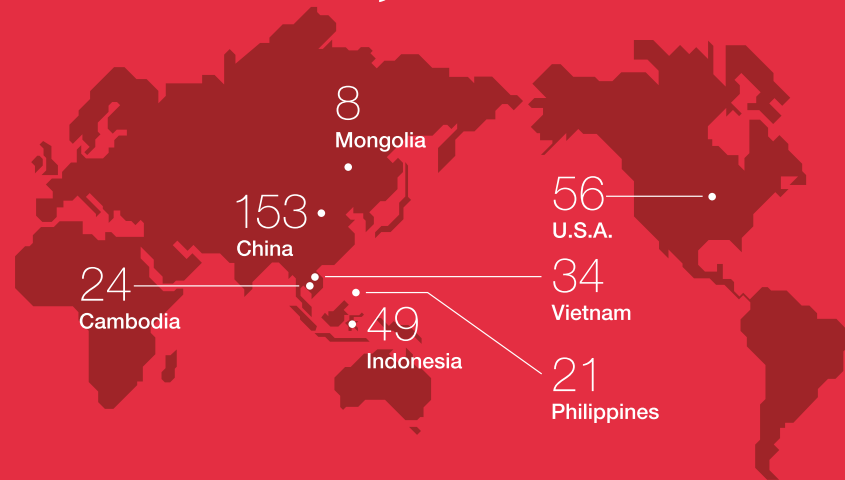 8
Mongolia
153
China
56
U.S.A.
24
Cambodia
34
Vietnam
49
Indonesia
21
Philippines